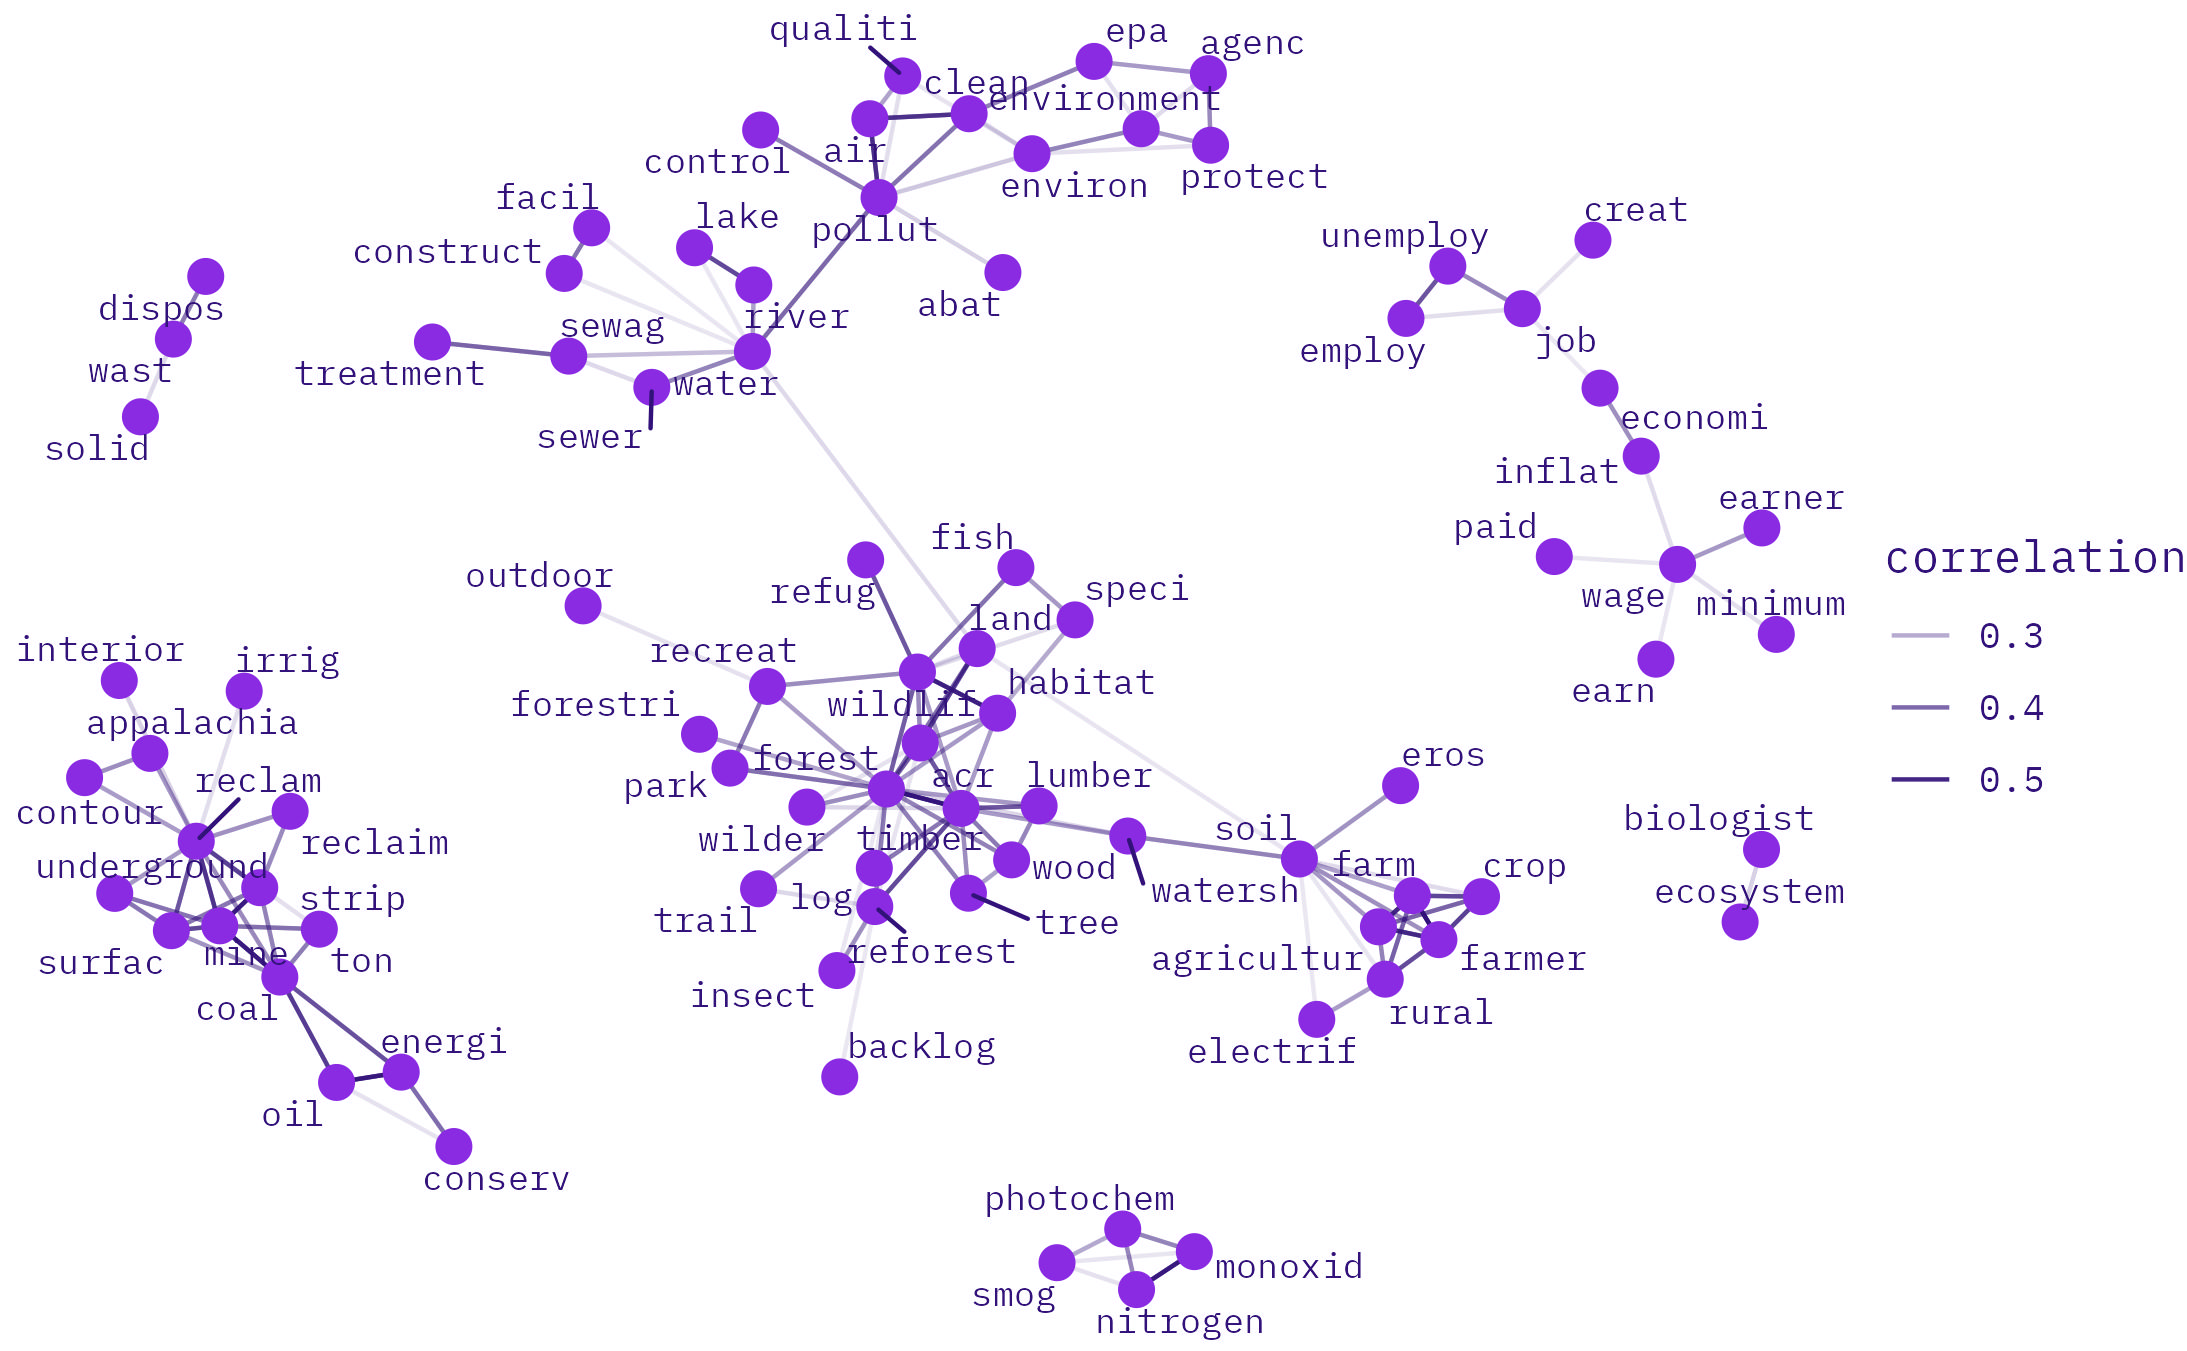 qualiti
epa
agenc
clean
environment
air
control
environ
protect
facil
lake
pollut
creat
unemploy
construct
abat
dispos
sewag
river
job
employ
wast
treatment
water
economi
solid
sewer
inflat
earner
paid
fish
correlation
outdoor
refug
speci
wage
minimum
0.3
land
interior
irrig
recreat
habitat
earn
forestri
wildlif
0.4
appalachia
forest
eros
reclam
park
acr
lumber
0.5
contour
biologist
soil
reclaim
wilder
timber
wood
farm
crop
underground
strip
log
watersh
ecosystem
trail
tree
surfac
mine
ton
reforest
agricultur
farmer
insect
coal
rural
energi
backlog
electrif
oil
conserv
photochem
monoxid
smog
nitrogen